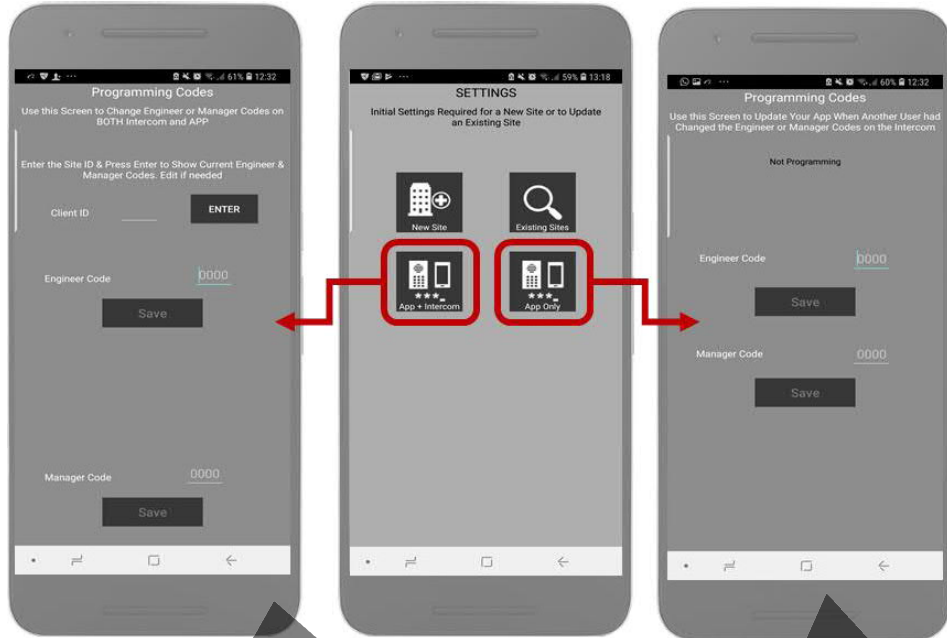 61% 12:32
Programming Codes
Use this Screen to Change Engineer or Manager Codes on
BOTH Intercom and APP
Enter the Site ID & Press Enter to Show Current Engineer &
Manager Codes. Edit if needed
Client ID
ENTER
Engineer Code
0000
Save
Manager Code
0000
Save
59% 13:18
SETTINGS
Initial Settings Required for a New Site or to Update
an Existing Site
New Site
Existing Sites
***_
App + Intercom
***_
App Only
60% 12:32
Programming Codes
Use this Screen to Update Your App When Another User had
Changed the Engineer or Manager Codes on the Intercom
Not Programming
Engineer Code
0000
Save
Manager Code
0000
Save